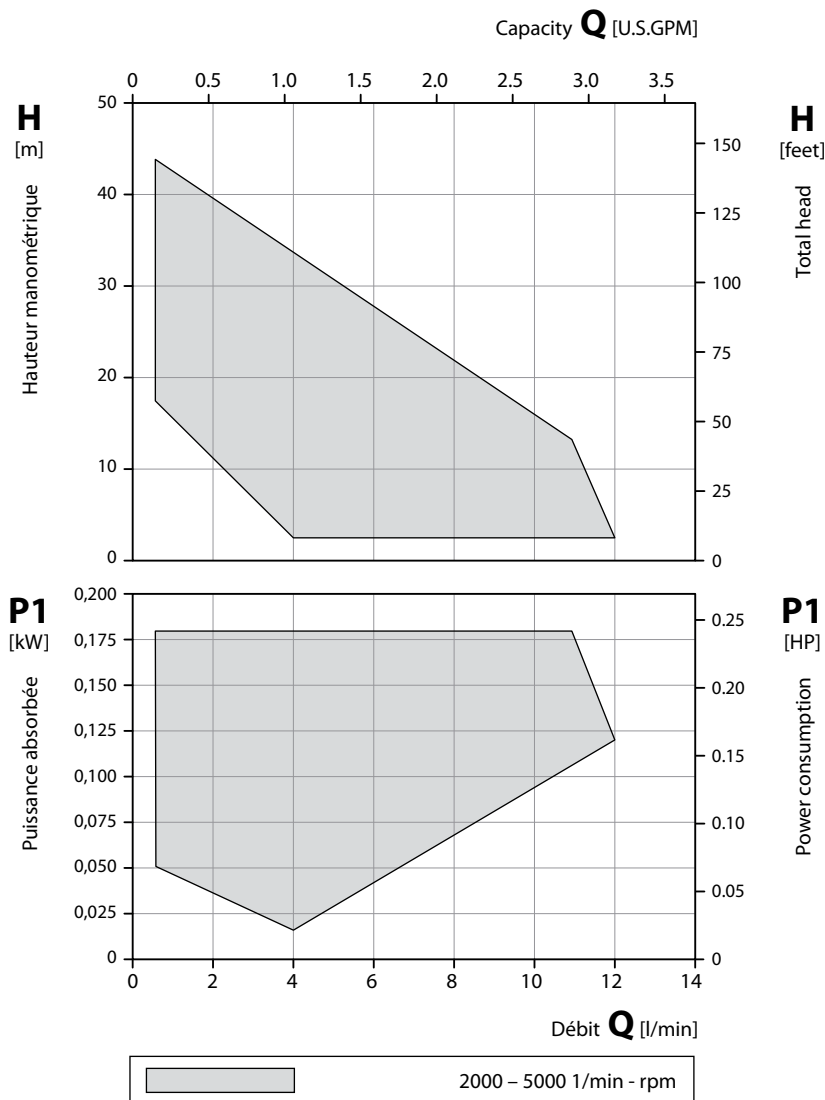 Capacity Q [U.S.GPM]
0 0.5 1.0 1.5 2.0 2.5 3.0 3.5
H
[m]
Hauteur manométrique
50
40
30
20
10
0
H
[feet]
Total head
150
125
100
75
50
25
0
P1
[kW]
Puissance absorbée
0,200
0,175
0,150
0,125
0,100
0,075
0,050
0,025
0
P1
[HP]
Power consumption
0.25
0.20
0.15
0.10
0.05
0
0 2 4 6 8 10 12 14
Débit Q [l/min]
2000 – 5000 1/min - rpm